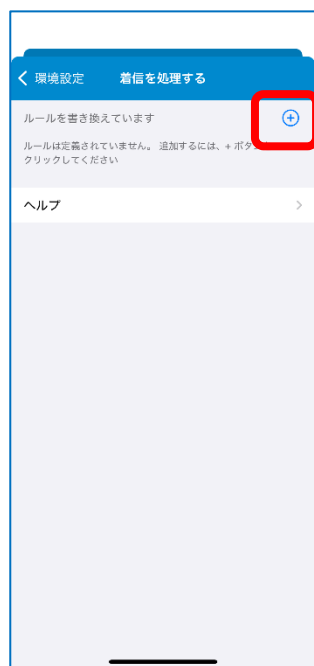 環境設定 着信を処理する
ルールを書き換えています
ルールは定義されていません。 追加するには、+ ボタ
クリックしてください
ヘルプ